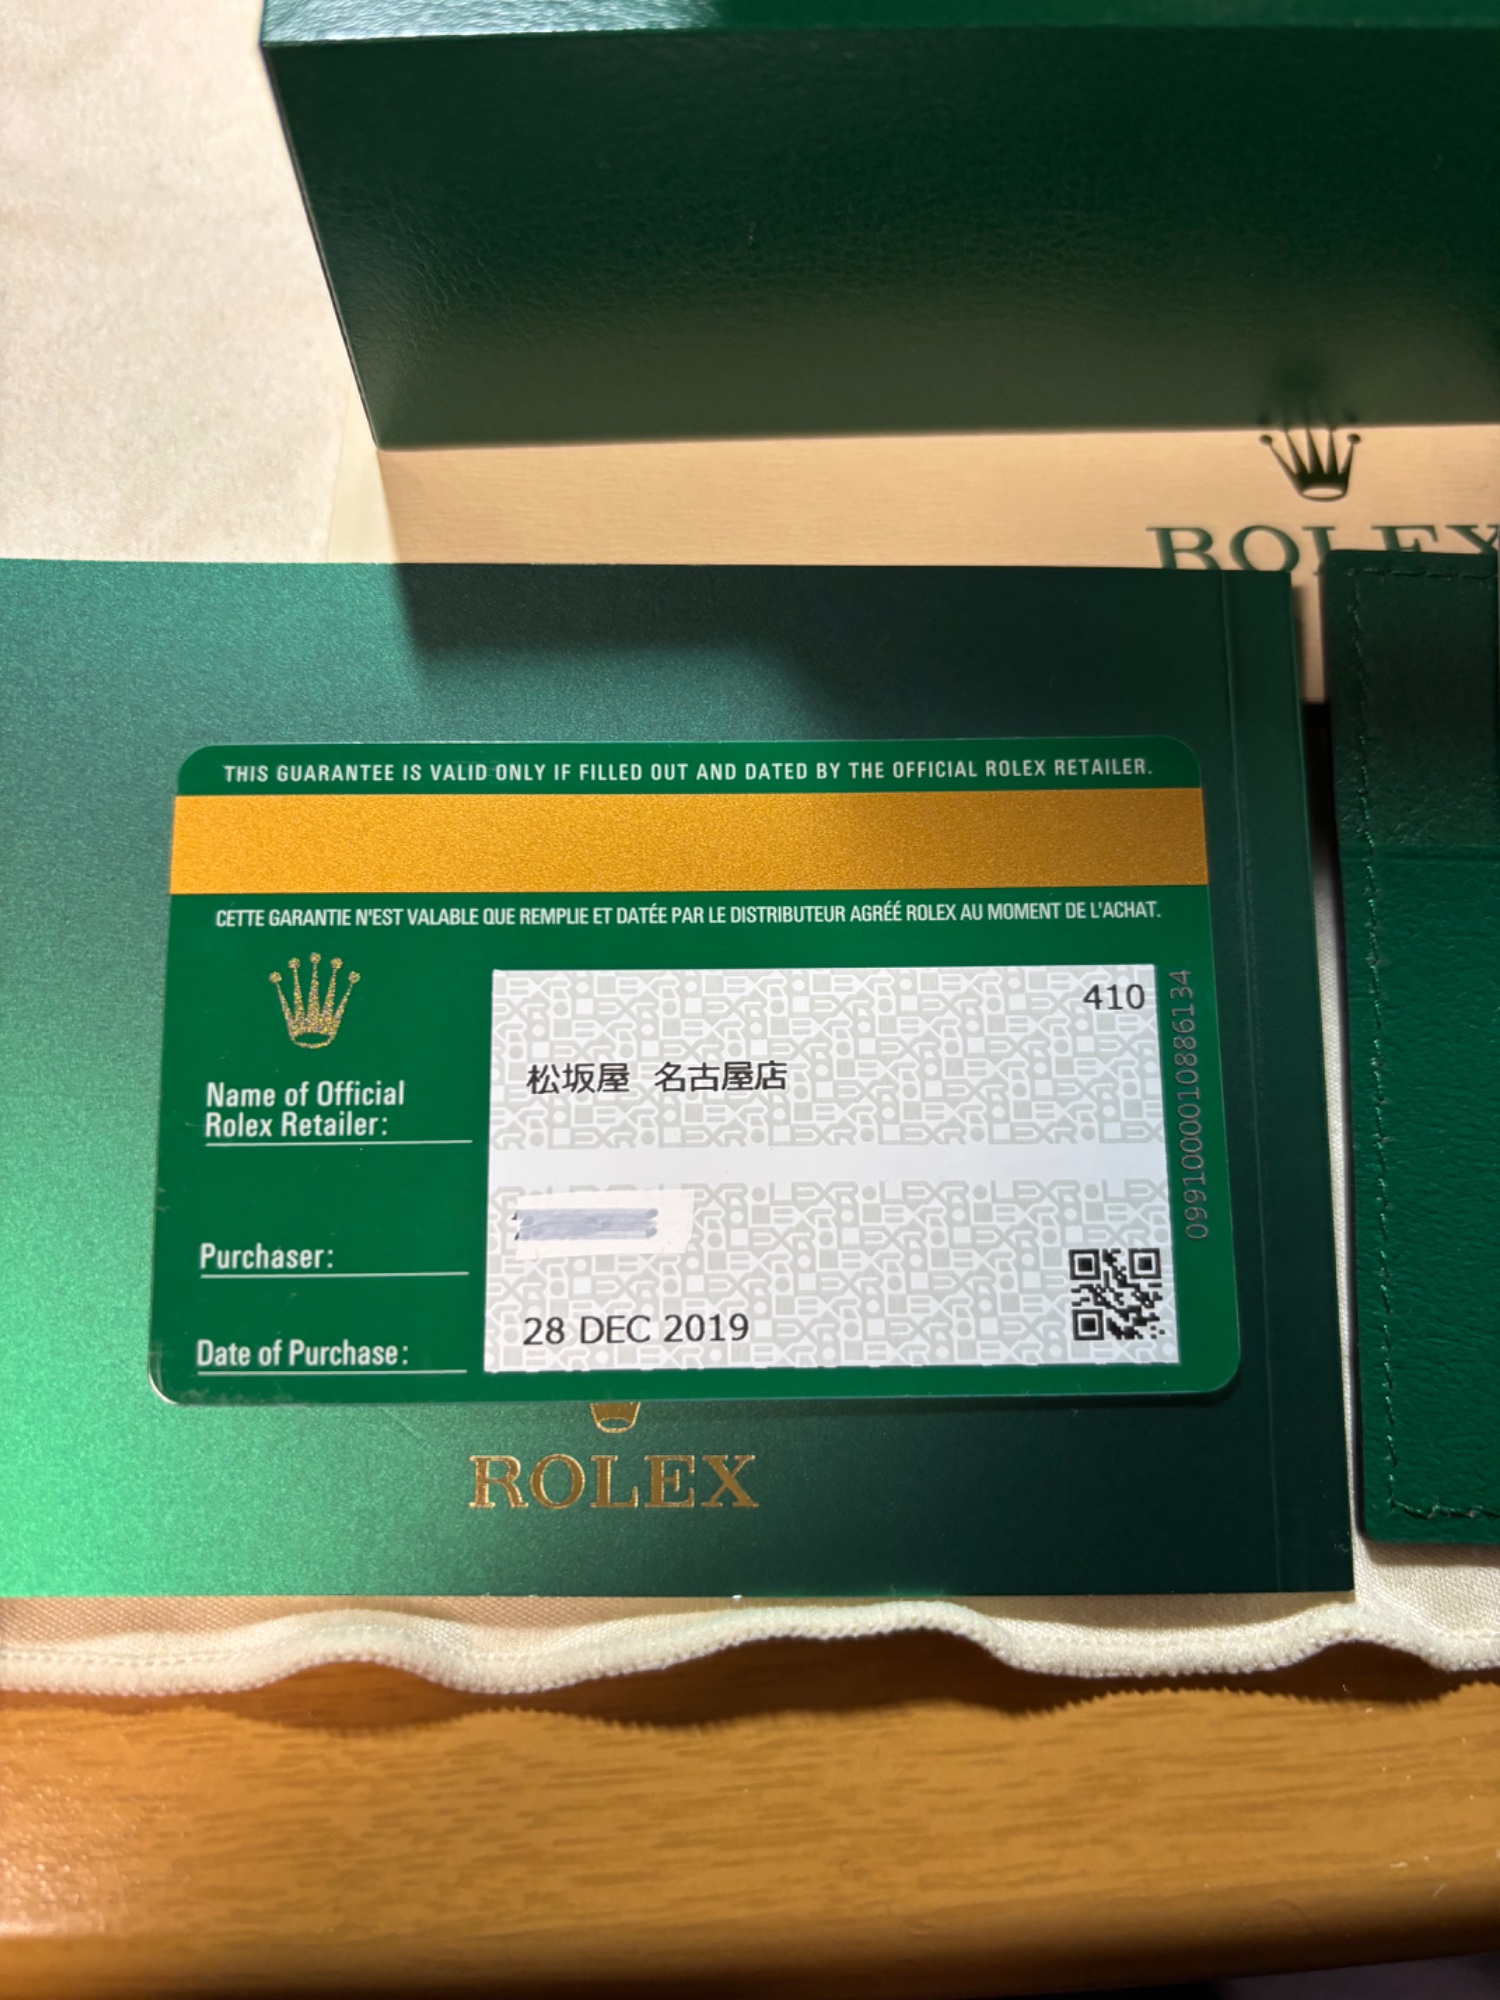 ROLEX
THIS GUARANTEE IS VALID ONLY IF FILLED OUT AND DATED BY THE OFFICIAL ROLEX RETAILER.
CETTE GARANTIE N'EST VALABLE QUE REMPLIE ET DATÉE PAR LE DISTRIBUTEUR AGRÉÉ ROLEX AU MOMENT DE L'ACHAT.
410
Name of Official
Rolex Retailer:
松坂屋 名古屋店
0991000010886134
Purchaser:
Date of Purchase:
28 DEC 2019
ROLEX